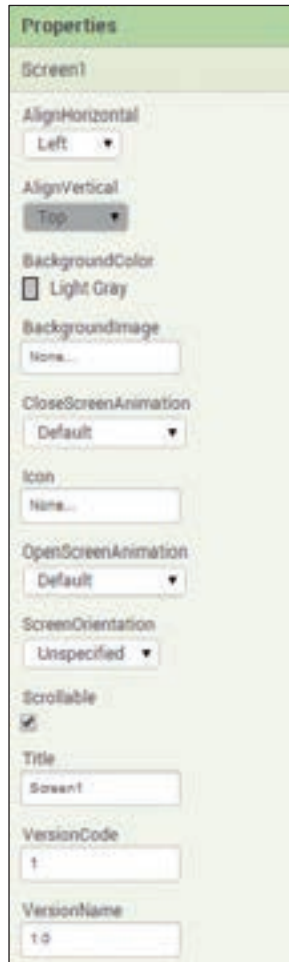 Properties
Screen1
AlignHorizontal
Left
AlignVertical
Top
BackgroundColor
Light Gray
BackgroundImage
None...
CloseScreenAnimation
Default
Icon
None...
OpenScreenAnimation
Default
ScreenOrientation
Unspecified
Scrollable
Title
Screen1
VersionCode
1
VersionName
1.0